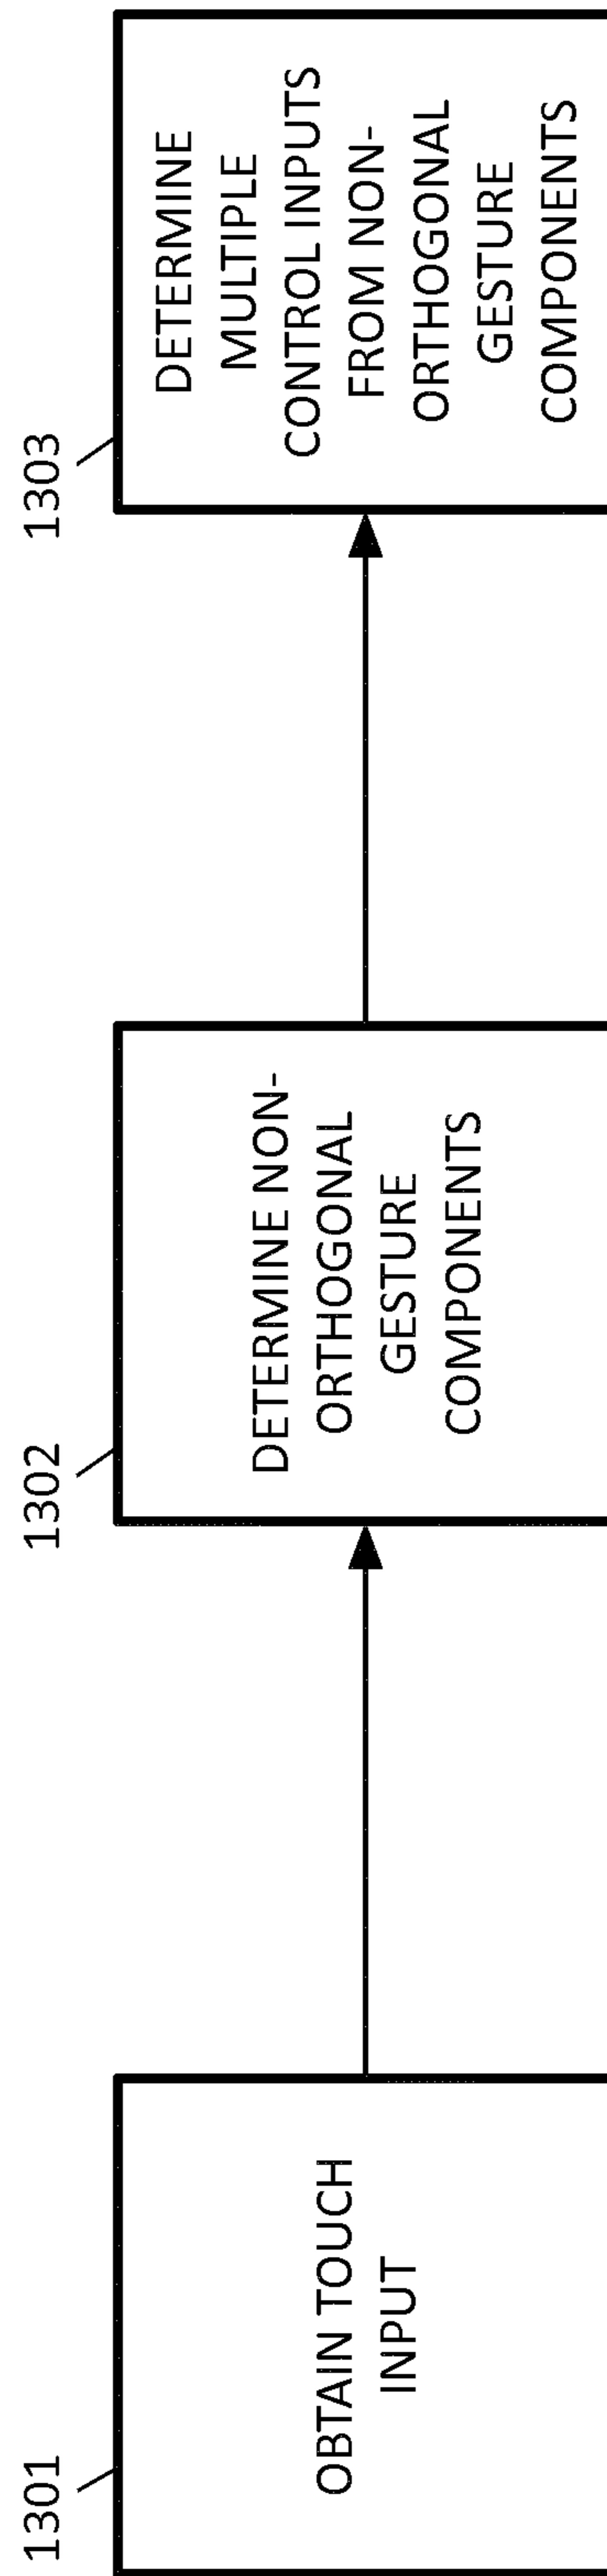 1301
OBTAIN TOUCH
INPUT
1302
DETERMINE NON-
ORTHOGONAL
GESTURE
COMPONENTS
1303
DETERMINE
MULTIPLE
CONTROL INPUTS
FROM NON-
ORTHOGONAL
GESTURE
COMPONENTS